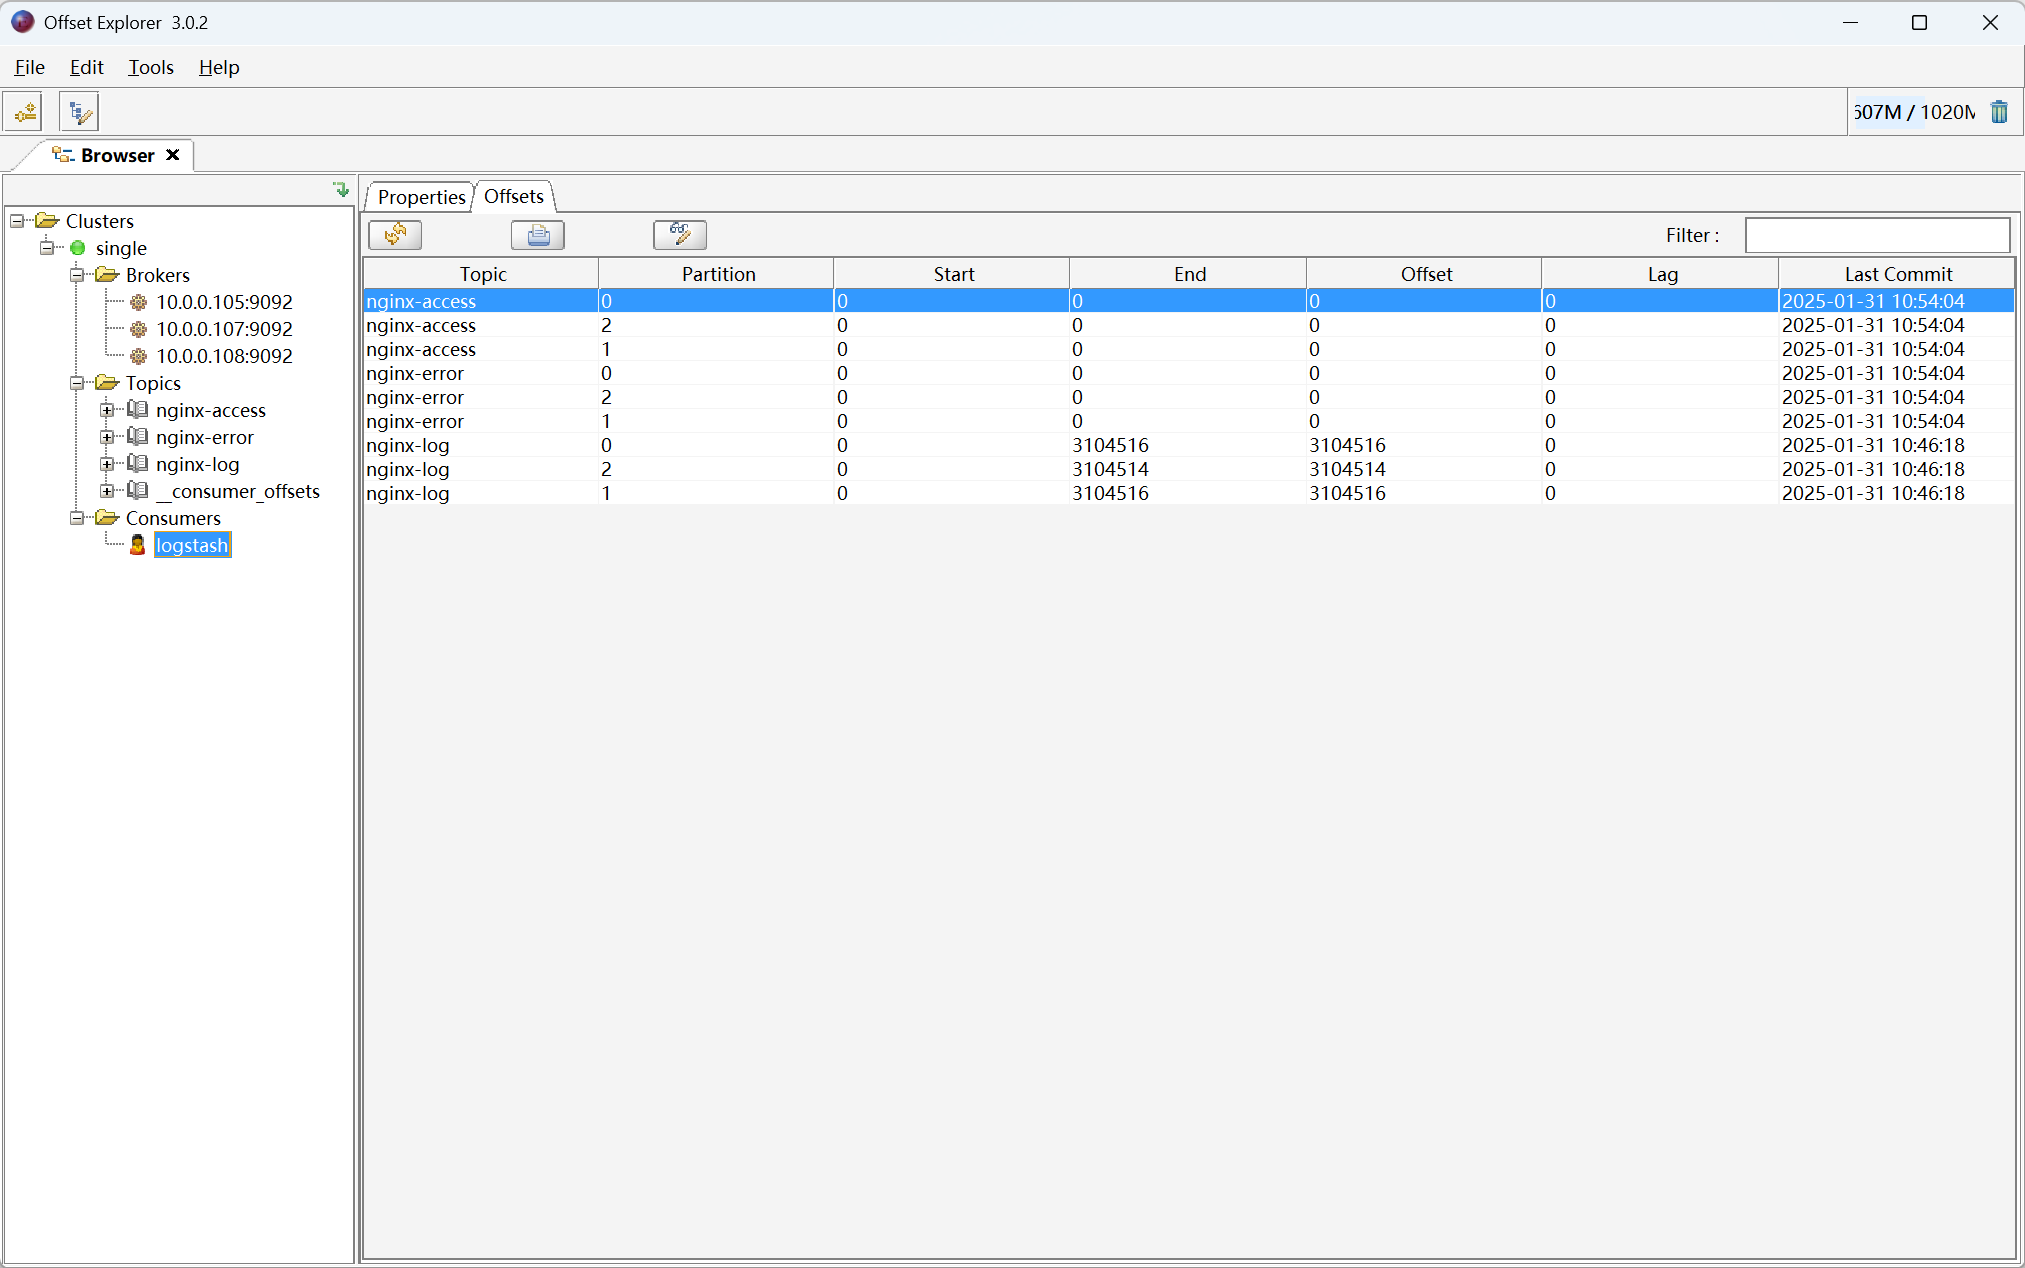 Offset Explorer 3.0.2
File Edit Tools Help
607M / 1020M
Browser
Clusters
single
Brokers
10.0.0.105:9092
10.0.0.107:9092
10.0.0.108:9092
Topics
nginx-access
nginx-error
nginx-log
__consumer_offsets
Consumers
logstash
Properties Offsets
Filter :
Topic Partition Start End Offset Lag Last Commit
nginx-access 0 0 0 0 0 2025-01-31 10:54:04
nginx-access 2 0 0 0 0 2025-01-31 10:54:04
nginx-access 1 0 0 0 0 2025-01-31 10:54:04
nginx-error 0 0 0 0 0 2025-01-31 10:54:04
nginx-error 2 0 0 0 0 2025-01-31 10:54:04
nginx-error 1 0 0 0 0 2025-01-31 10:54:04
nginx-log 0 0 3104516 3104516 0 2025-01-31 10:46:18
nginx-log 2 0 3104514 3104514 0 2025-01-31 10:46:18
nginx-log 1 0 3104516 3104516 0 2025-01-31 10:46:18